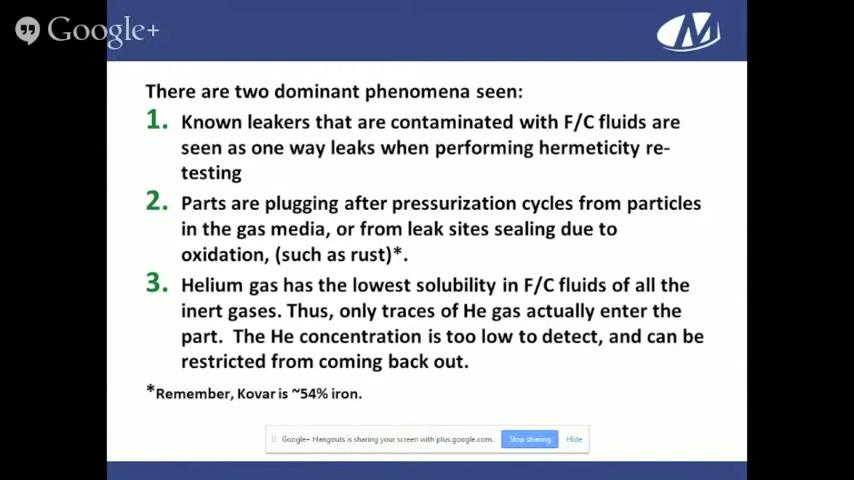 Google+
M
There are two dominant phenomena seen:
1. Known leakers that are contaminated with F/C fluids are
seen as one way leaks when performing hermeticity re-
testing
2. Parts are plugging after pressurization cycles from particles
in the gas media, or from leak sites sealing due to
oxidation, (such as rust)*.
3. Helium gas has the lowest solubility in F/C fluids of all the
inert gases. Thus, only traces of He gas actually enter the
part. The He concentration is too low to detect, and can be
restricted from coming back out.
*Remember, Kovar is ~54% iron.
Google+ Hangouts is sharing your screen with plus.google.com. Stop sharing Hide